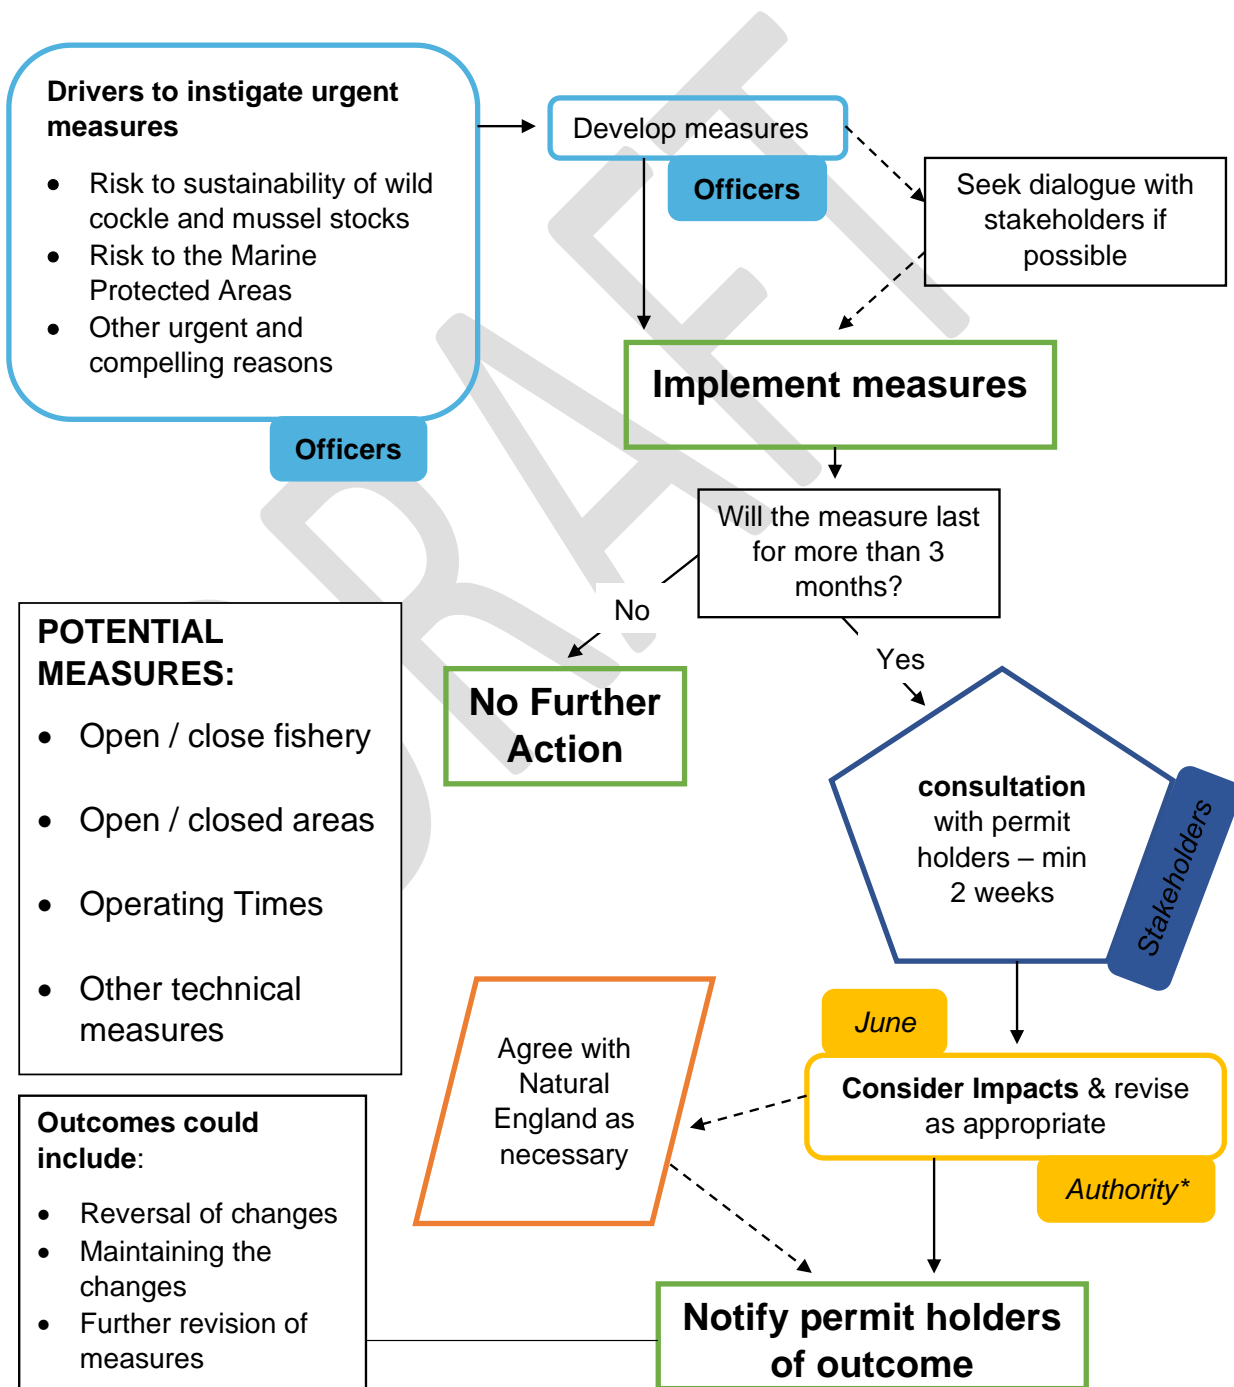 Drivers to instigate urgent
measures
• Risk to sustainability of wild
cockle and mussel stocks
• Risk to the Marine
Protected Areas
• Other urgent and
compelling reasons
Officers
Develop measures
Officers
Seek dialogue with
stakeholders if
possible
Implement measures
Will the measure last
for more than 3
months?
No
Yes
No Further
Action
POTENTIAL
MEASURES:
• Open / close fishery
• Open / closed areas
• Operating Times
• Other technical
measures
consultation
with permit
holders – min
2 weeks
Stakeholders
June
Consider Impacts & revise
as appropriate
Authority*
Agree with
Natural
England as
necessary
Outcomes could
include:
• Reversal of changes
• Maintaining the
changes
• Further revision of
measures
Notify permit holders
of outcome
DRAFT